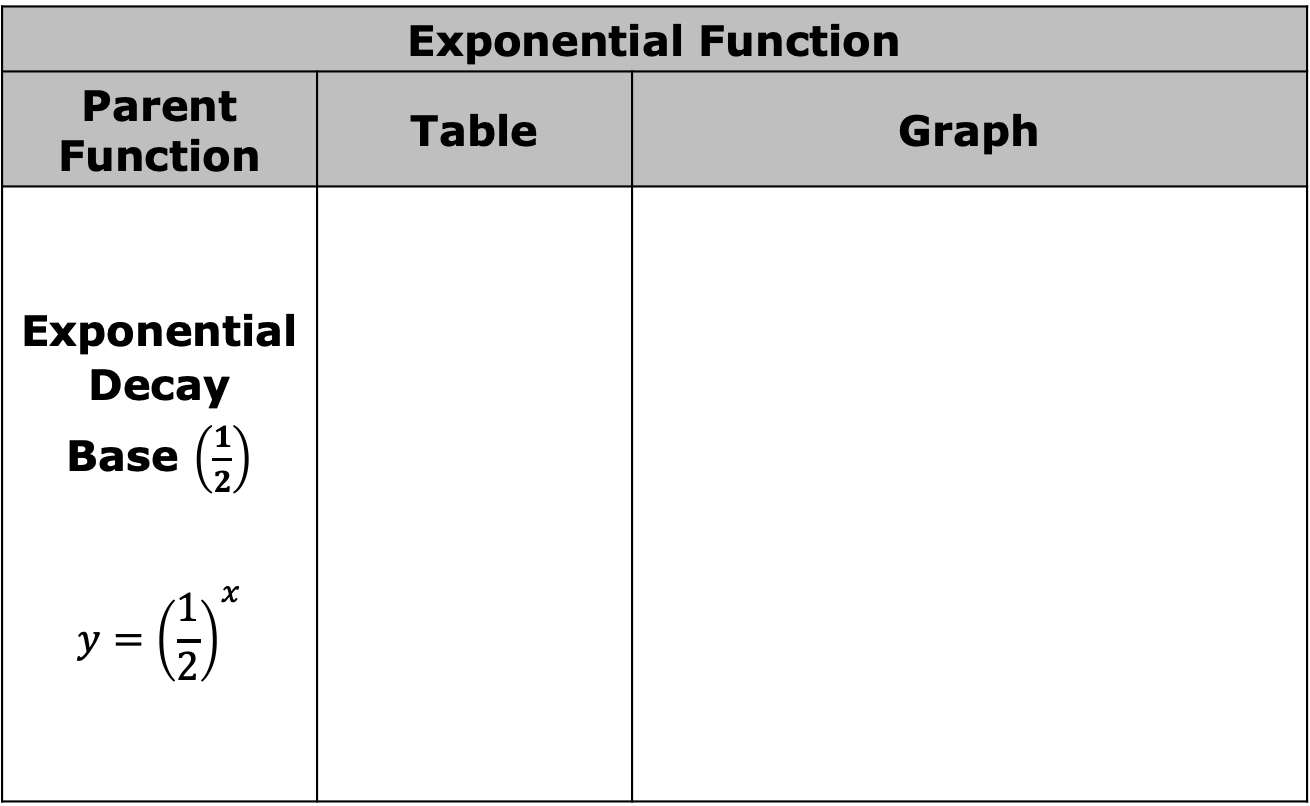 Exponential Function
Parent
Function
Table
Graph
Exponential
Decay
Base (1/2)
y = (1/2)^x